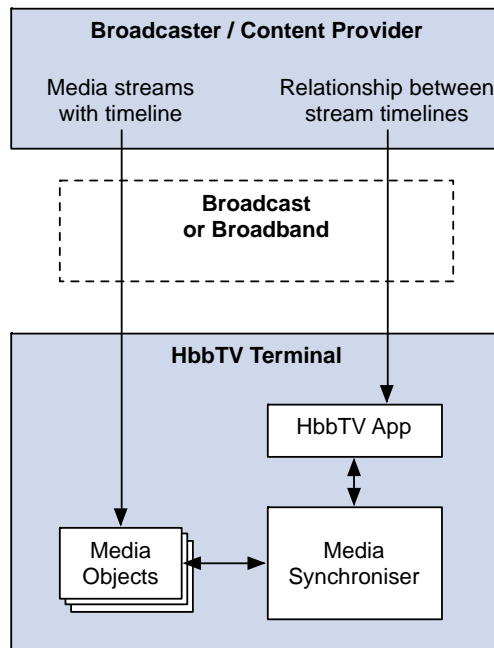 Broadcaster / Content Provider
Media streams
with timeline
Relationship between
stream timelines
Broadcast
or Broadband
HbbTV Terminal
HbbTV App
Media
Objects
Media
Synchroniser